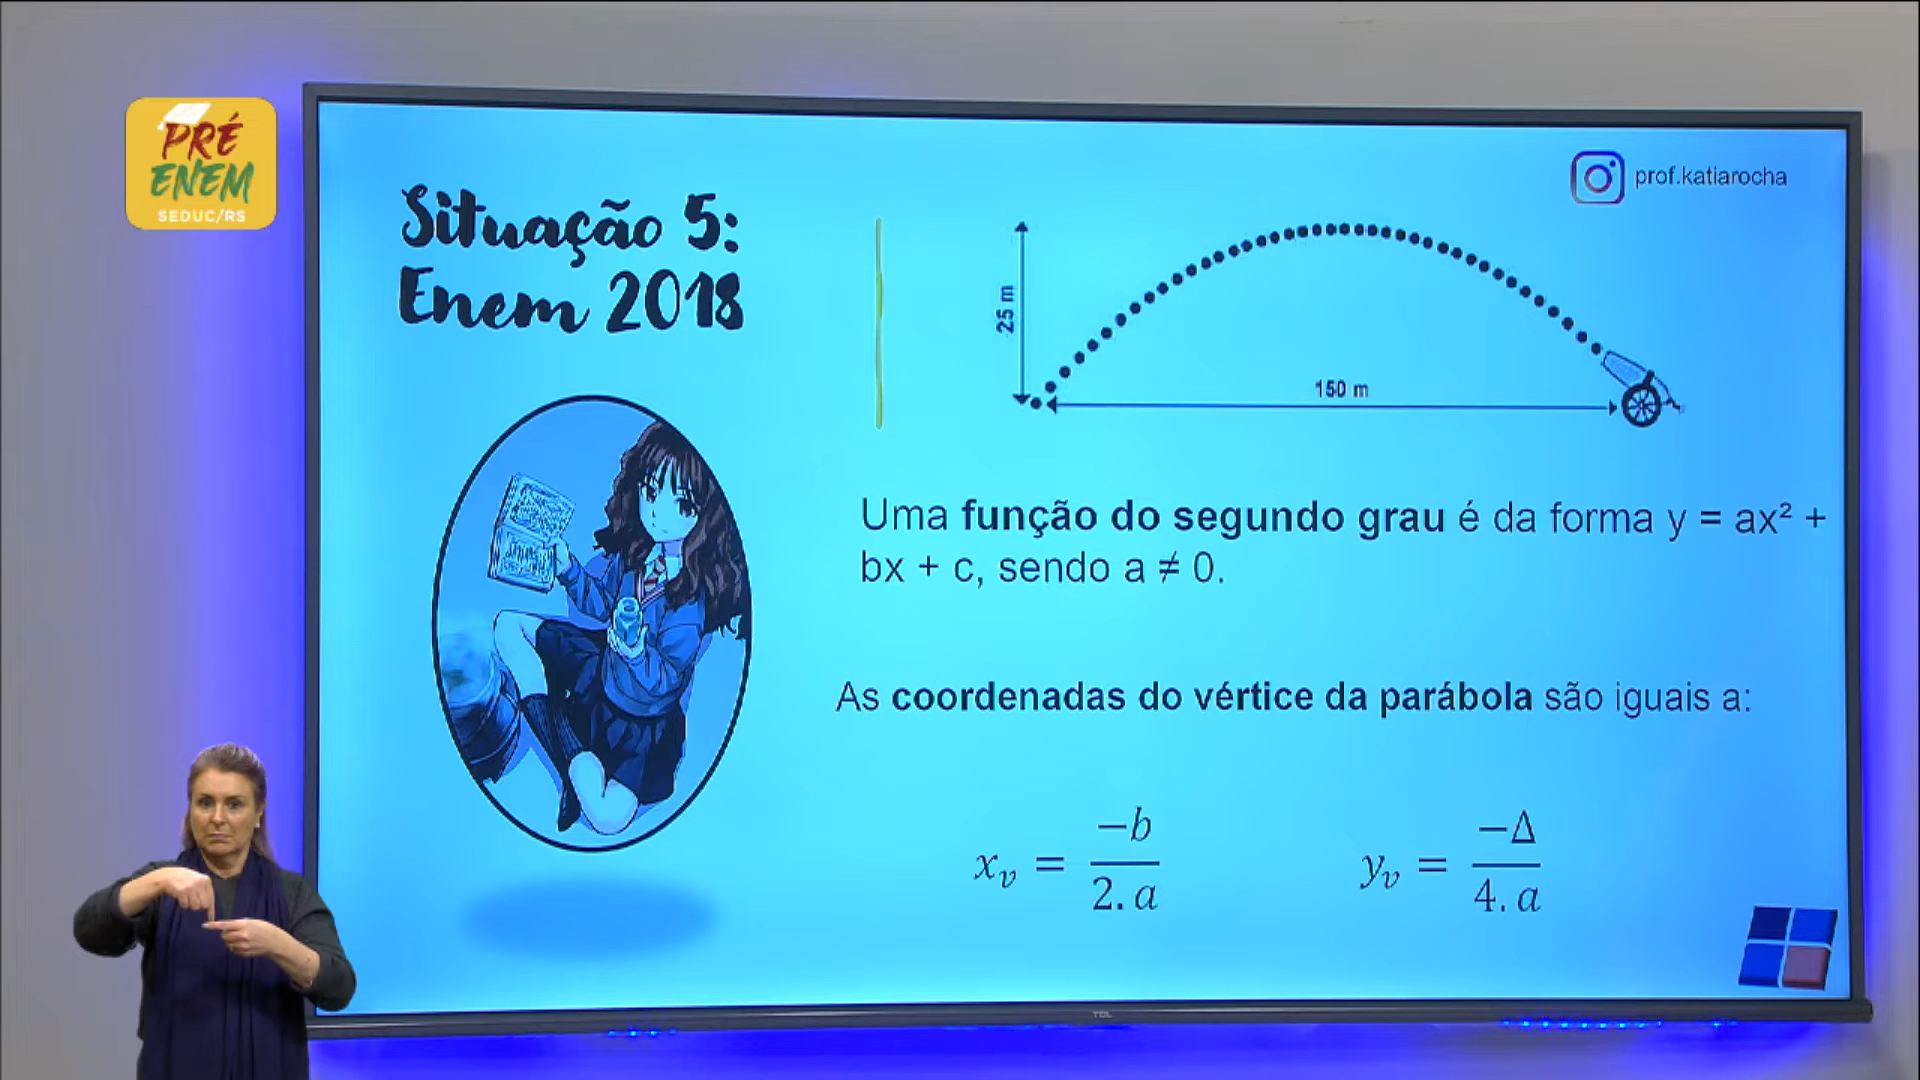 PRÉ
ENEM
SEDUC/RS
prof.katiarocha
Situação 5:
Enem 2018
25 m
150 m
Uma função do segundo grau é da forma y = ax² +
bx + c, sendo a ≠ 0.
As coordenadas do vértice da parábola são iguais a:
x_v = −b / 2. a
y_v = −Δ / 4. a
TCL